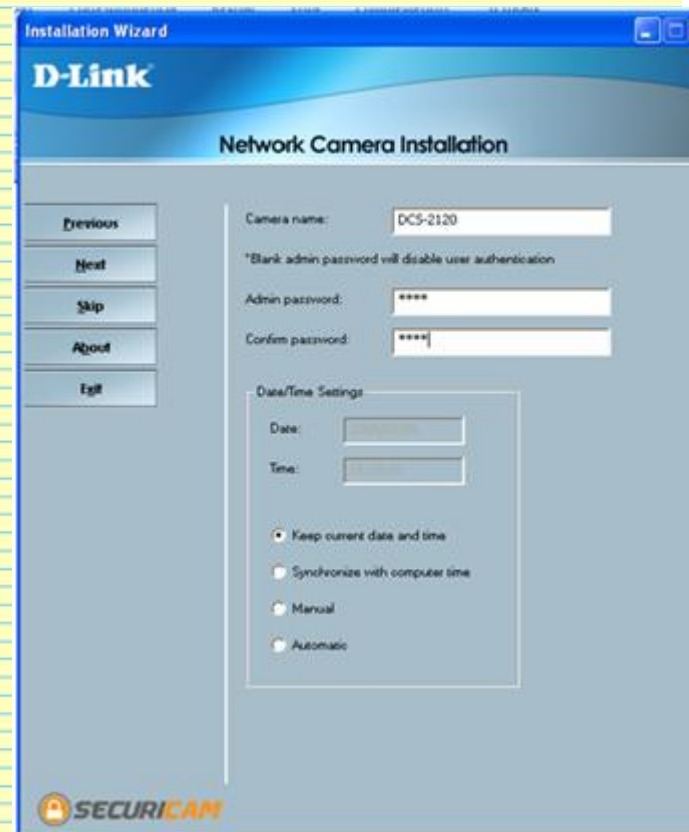 Installation Wizard
D-Link
Network Camera Installation
Previous
Next
Skip
About
Exit
Camera name: DCS-2120
*Blank admin password will disable user authentication
Admin password: ****
Confirm password: ****
Date/Time Settings
Date:
Time:
Keep current date and time
Synchronize with computer time
Manual
Automatic
SECURICAM